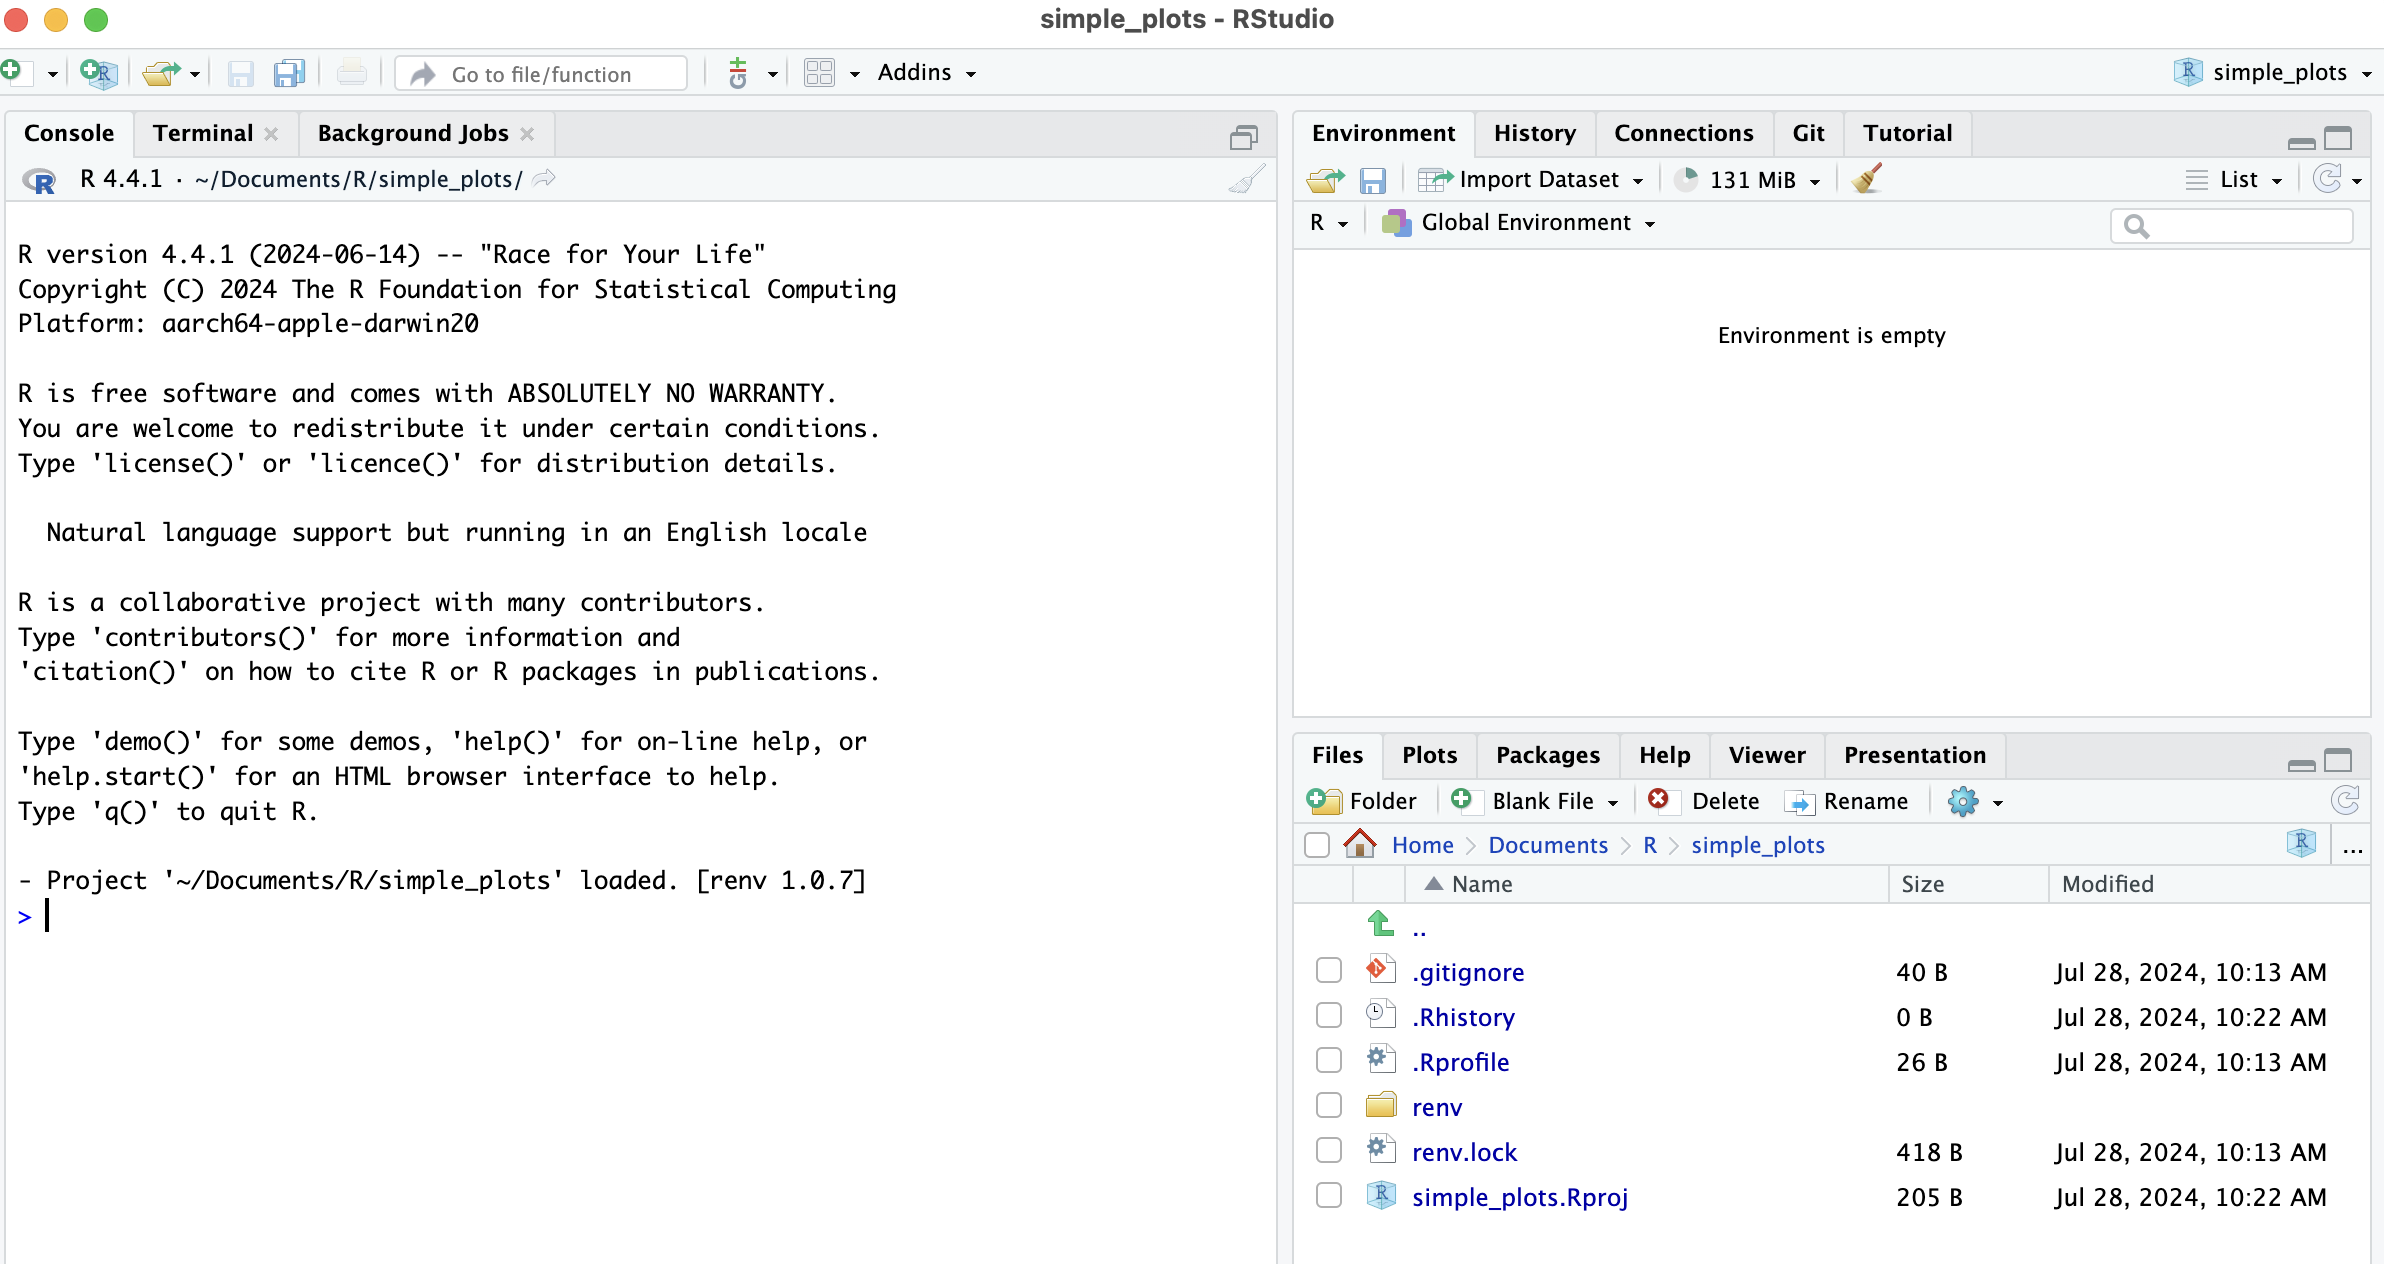 simple_plots - RStudio
Go to file/function
Addins
simple_plots
Console Terminal Background Jobs
R 4.4.1 · ~/Documents/R/simple_plots/
R version 4.4.1 (2024-06-14) -- "Race for Your Life"
Copyright (C) 2024 The R Foundation for Statistical Computing
Platform: aarch64-apple-darwin20
R is free software and comes with ABSOLUTELY NO WARRANTY.
You are welcome to redistribute it under certain conditions.
Type 'license()' or 'licence()' for distribution details.
Natural language support but running in an English locale
R is a collaborative project with many contributors.
Type 'contributors()' for more information and
'citation()' on how to cite R or R packages in publications.
Type 'demo()' for some demos, 'help()' for on-line help, or
'help.start()' for an HTML browser interface to help.
Type 'q()' to quit R.
- Project '~/Documents/R/simple_plots' loaded. [renv 1.0.7]
>
Environment History Connections Git Tutorial
Import Dataset 131 MiB List
R Global Environment
Environment is empty
Files Plots Packages Help Viewer Presentation
Folder Blank File Delete Rename
Home Documents R simple_plots ...
Name Size Modified
..
.gitignore 40 B Jul 28, 2024, 10:13 AM
.Rhistory 0 B Jul 28, 2024, 10:22 AM
.Rprofile 26 B Jul 28, 2024, 10:13 AM
renv
renv.lock 418 B Jul 28, 2024, 10:13 AM
simple_plots.Rproj 205 B Jul 28, 2024, 10:22 AM